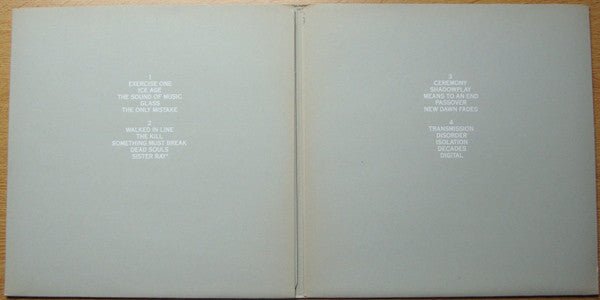 1
EXERCISE ONE
ICE AGE
THE SOUND OF MUSIC
GLASS
THE ONLY MISTAKE
2
WALKED IN LINE
THE KILL
SOMETHING MUST BREAK
DEAD SOULS
SISTER RAY*
3
CEREMONY
SHADOWPLAY
MEANS TO AN END
PASSOVER
NEW DAWN FADES
4
TRANSMISSION
DISORDER
ISOLATION
DECADES
DIGITAL